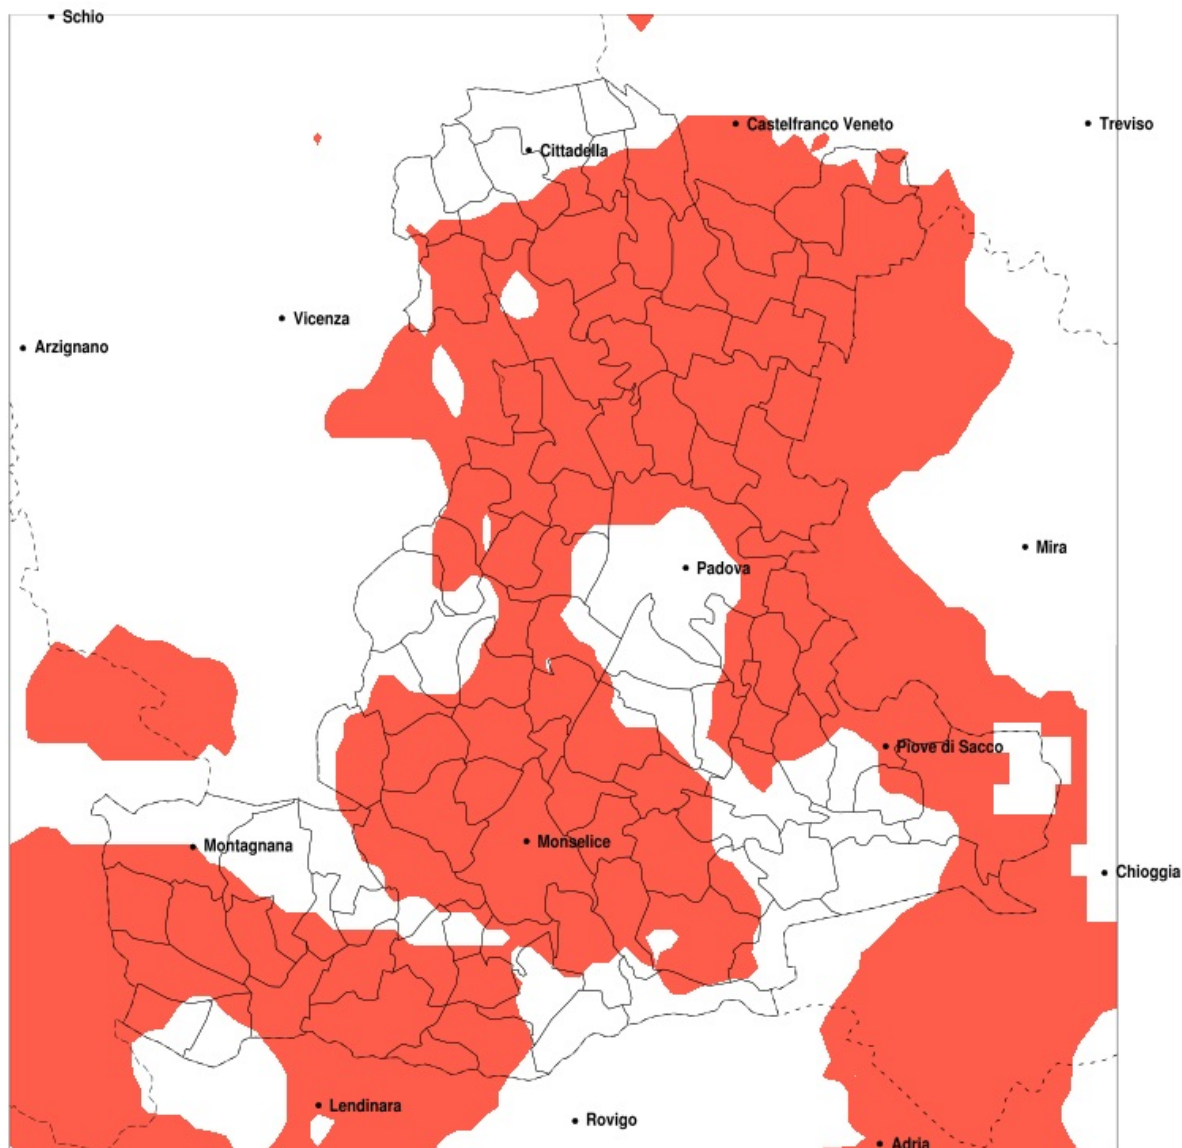 Schio
Castelfranco Veneto
Treviso
Cittadella
Vicenza
Arzignano
Mira
Padova
Piove di Sacco
Monselice
Montagnana
Chioggia
Lendinara
Rovigo
Adria